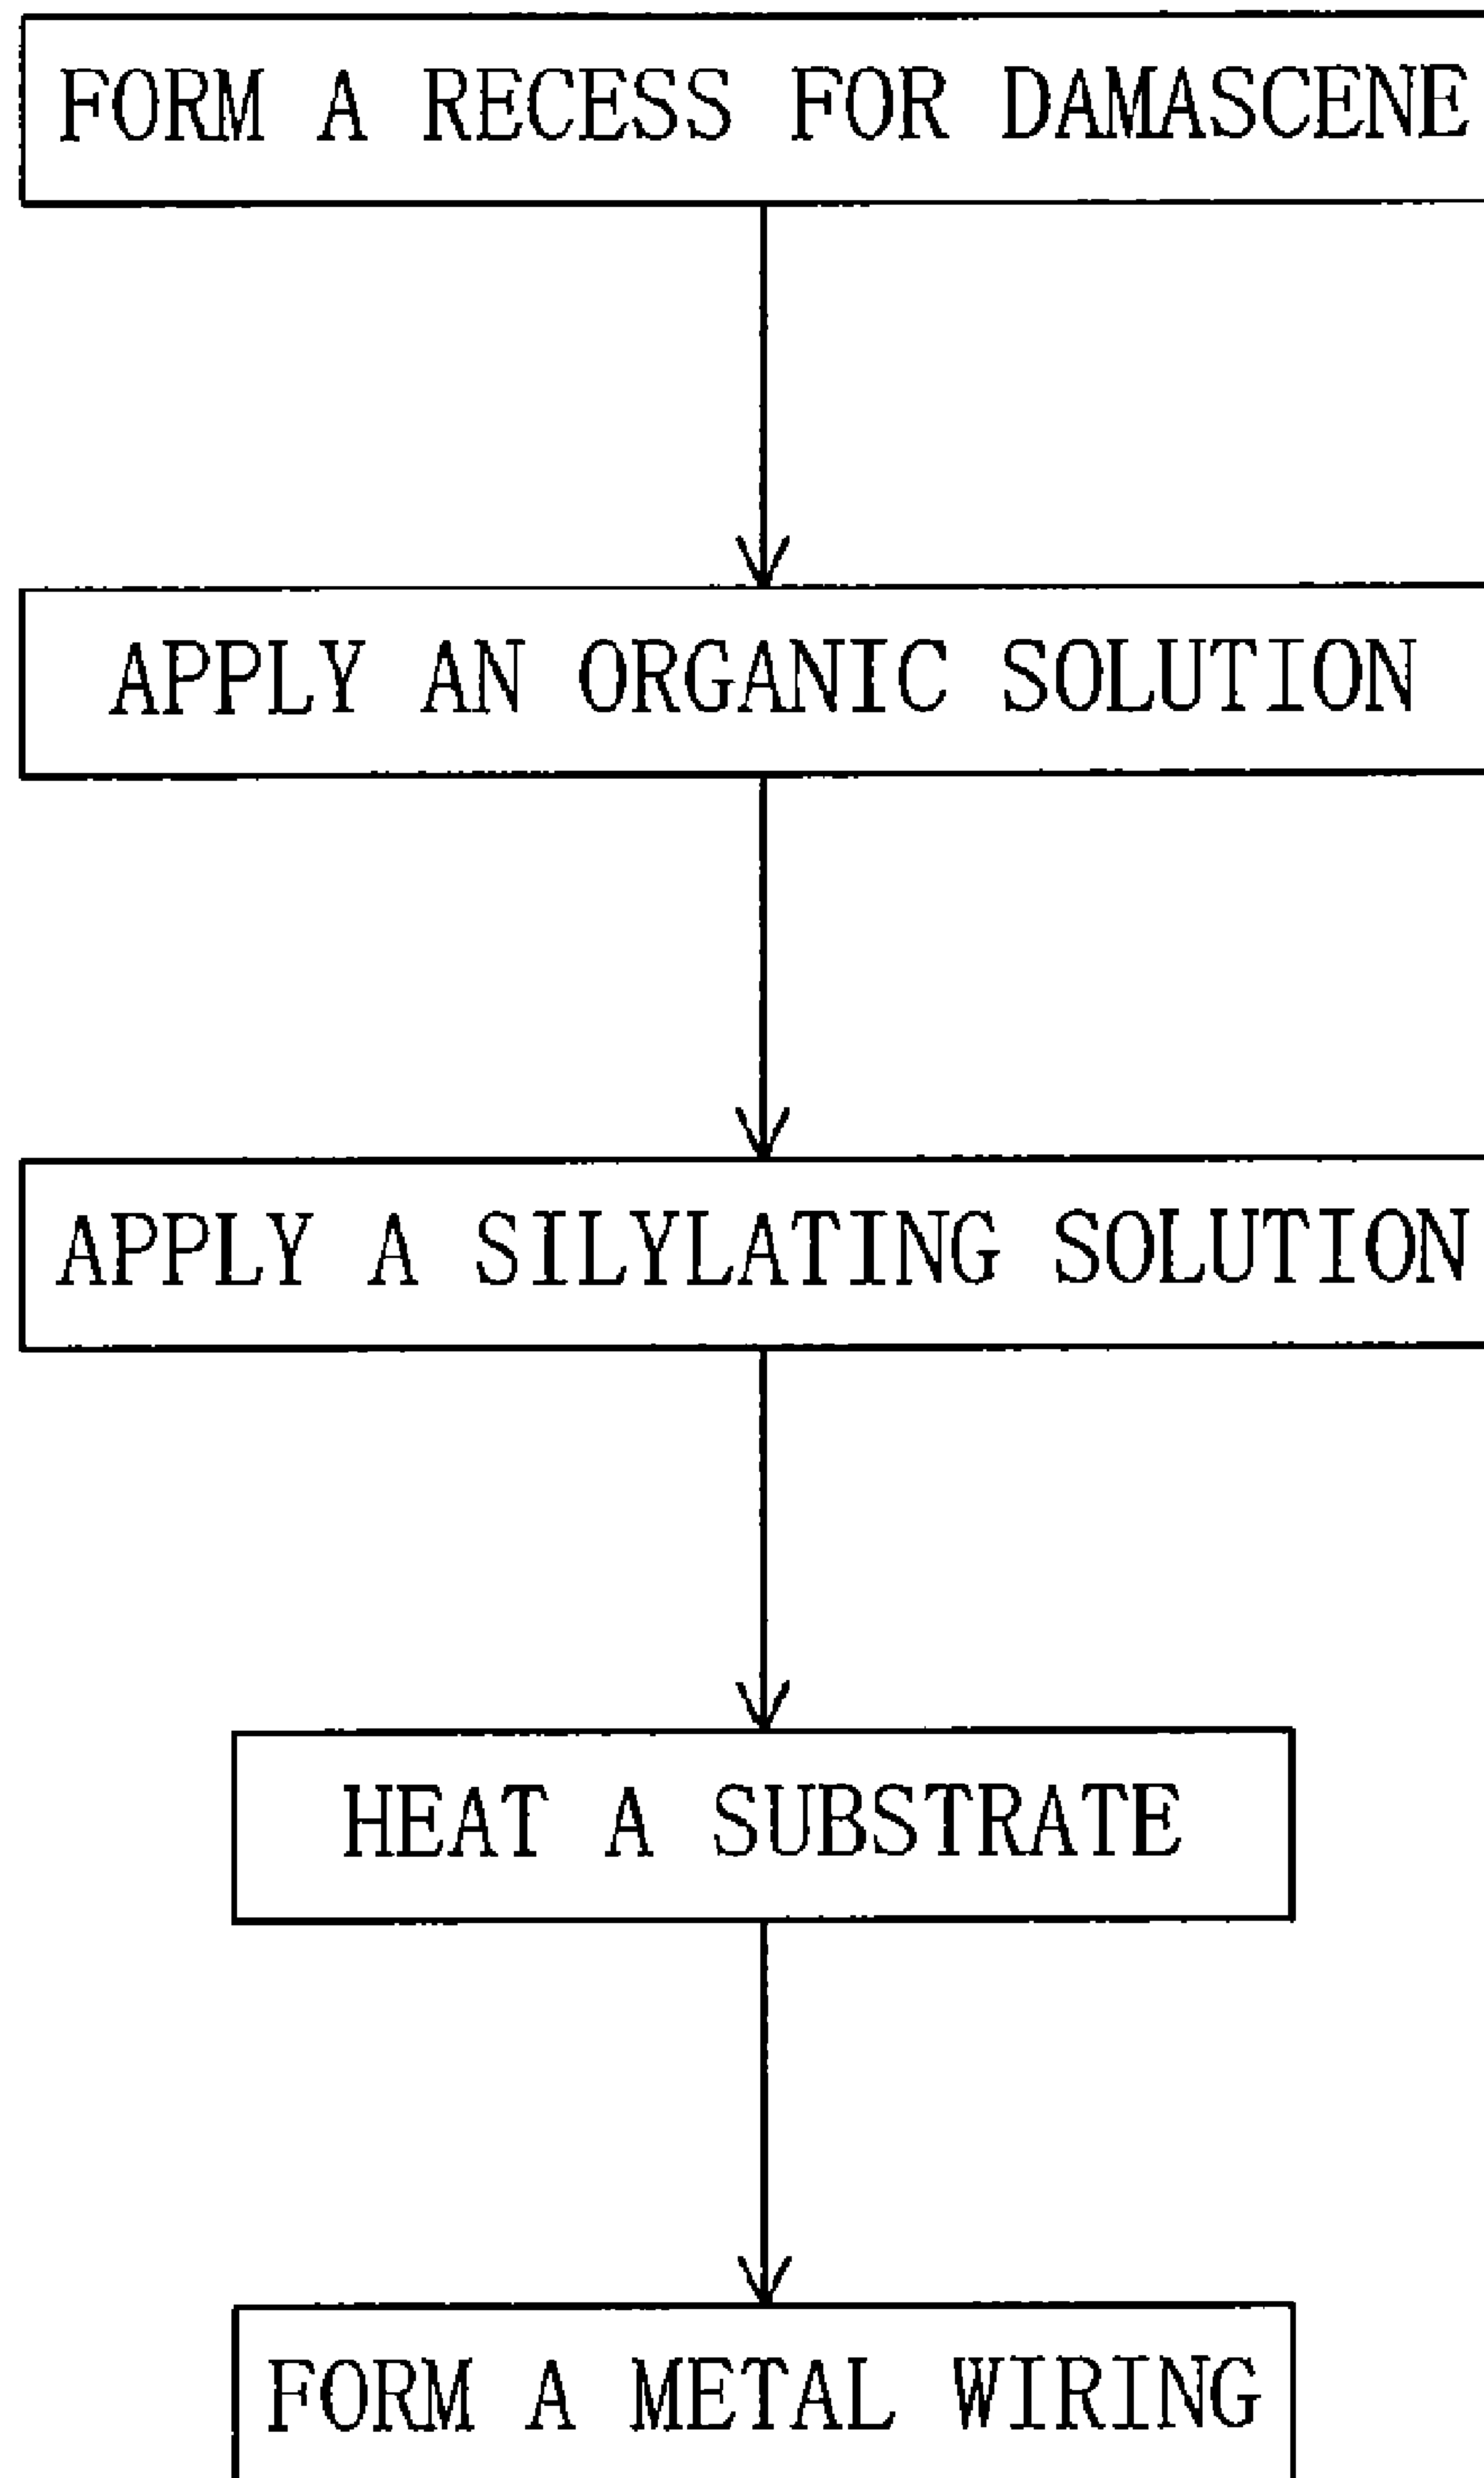 FORM A RECESS FOR DAMASCENE
APPLY AN ORGANIC SOLUTION
APPLY A SILYLATING SOLUTION
HEAT A SUBSTRATE
FORM A METAL WIRING